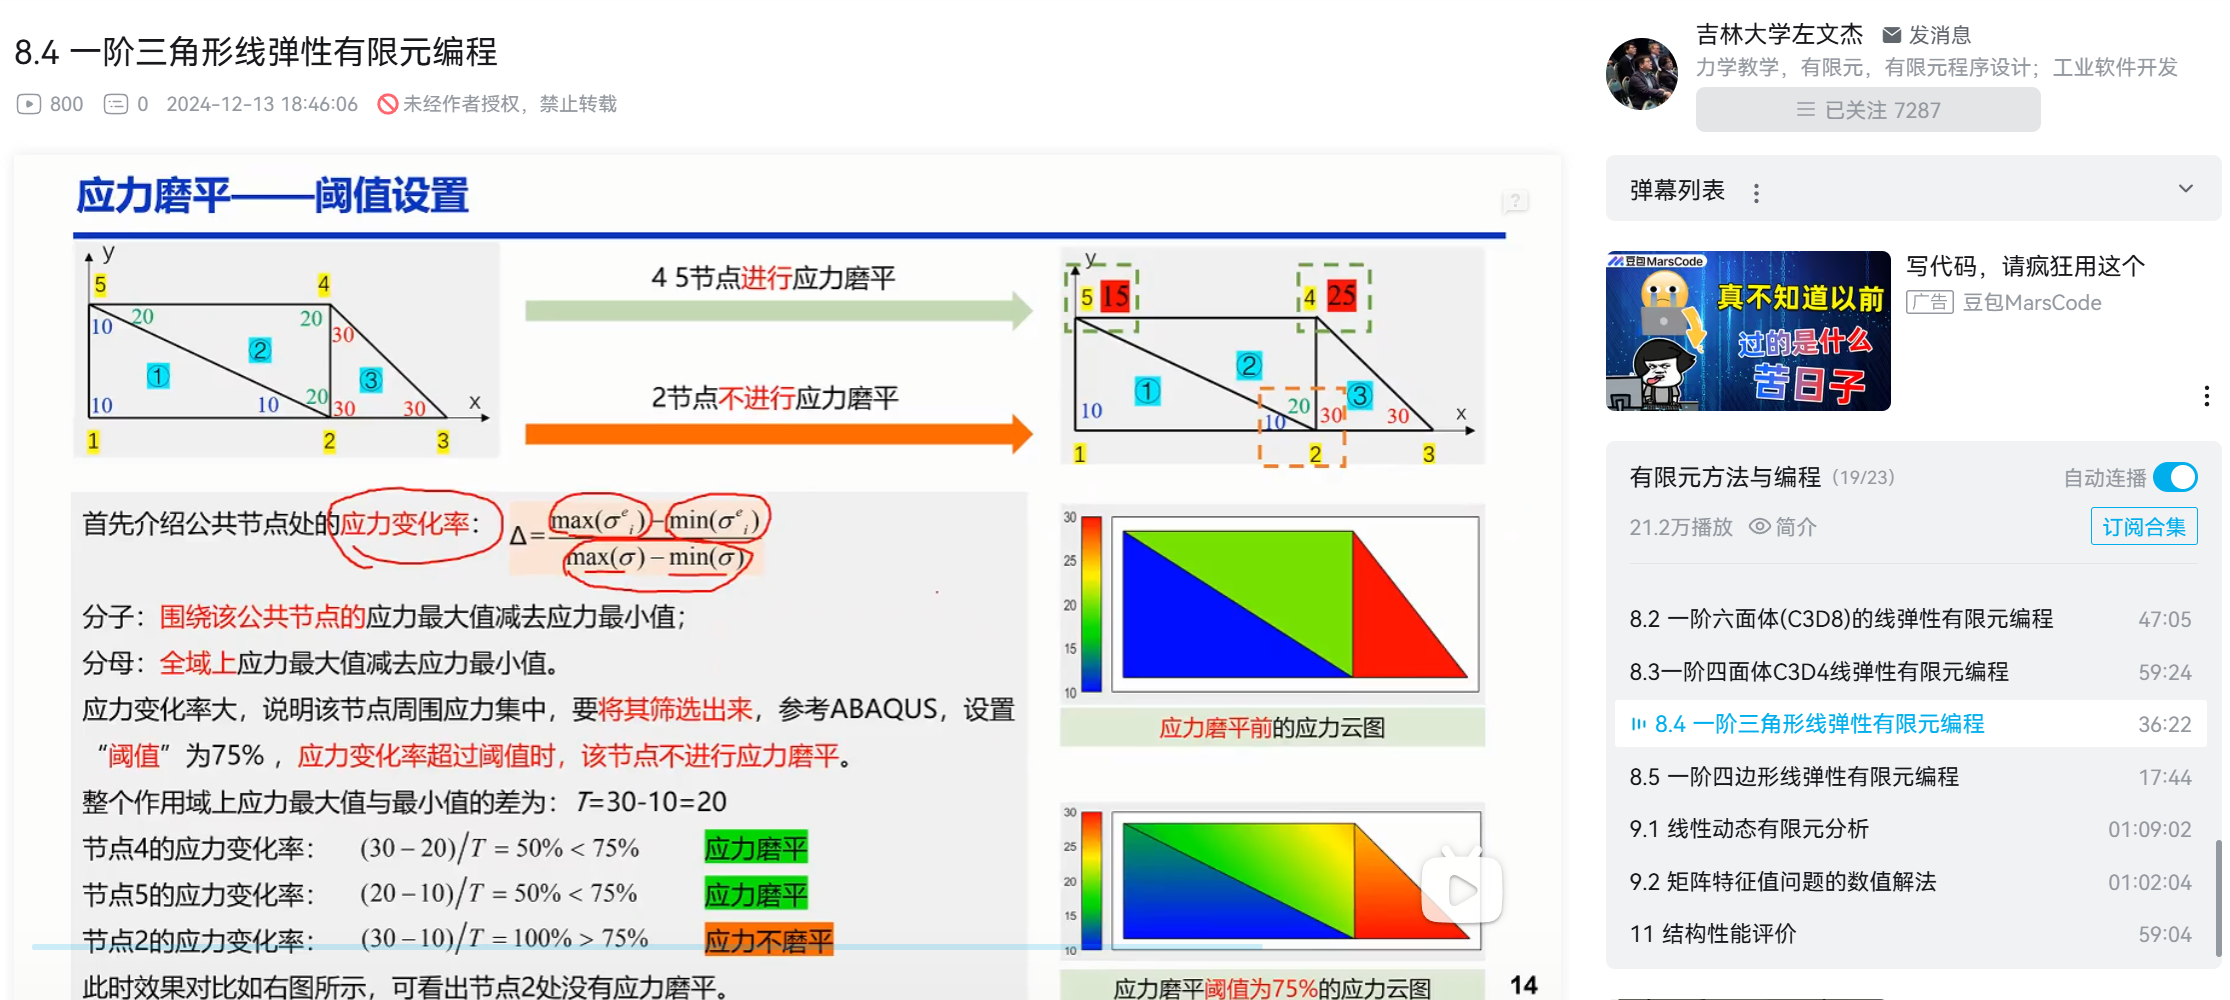 8.4 一阶三角形线弹性有限元编程
800 0 2024-12-13 18:46:06 未经作者授权，禁止转载
吉林大学左文杰 发消息
力学教学，有限元，有限元程序设计；工业软件开发
已关注 7287
应力磨平——阈值设置
y
5 4
10 20 20 30
② ① ③
10 10 20 30 30 x
1 2 3
4 5节点进行应力磨平
2节点不进行应力磨平
y
5 15 4 25
② ① ③
10 10 20 30 30 x
1 2 3
首先介绍公共节点处的应力变化率： Δ= max(σᵉᵢ)−min(σᵉᵢ) / max(σ)−min(σ)
分子：围绕该公共节点的应力最大值减去应力最小值；
分母：全域上应力最大值减去应力最小值。
应力变化率大，说明该节点周围应力集中，要将其筛选出来，参考ABAQUS，设置
“阈值”为75%，应力变化率超过阈值时，该节点不进行应力磨平。
整个作用域上应力最大值与最小值的差为：T=30-10=20
节点4的应力变化率： (30−20)/T=50%<75% 应力磨平
节点5的应力变化率： (20−10)/T=50%<75% 应力磨平
节点2的应力变化率： (30−10)/T=100%>75% 应力不磨平
此时效果对比如右图所示，可看出节点2处没有应力磨平。
30
25
20
15
10
应力磨平前的应力云图
30
25
20
15
10
应力磨平阈值为75%的应力云图
14
弹幕列表
豆包MarsCode
真不知道以前
过的是什么
苦日子
写代码，请疯狂用这个
广告 豆包MarsCode
有限元方法与编程（19/23） 自动连播
21.2万播放 简介 订阅合集
8.2 一阶六面体(C3D8)的线弹性有限元编程 47:05
8.3一阶四面体C3D4线弹性有限元编程 59:24
8.4 一阶三角形线弹性有限元编程 36:22
8.5 一阶四边形线弹性有限元编程 17:44
9.1 线性动态有限元分析 01:09:02
9.2 矩阵特征值问题的数值解法 01:02:04
11 结构性能评价 59:04